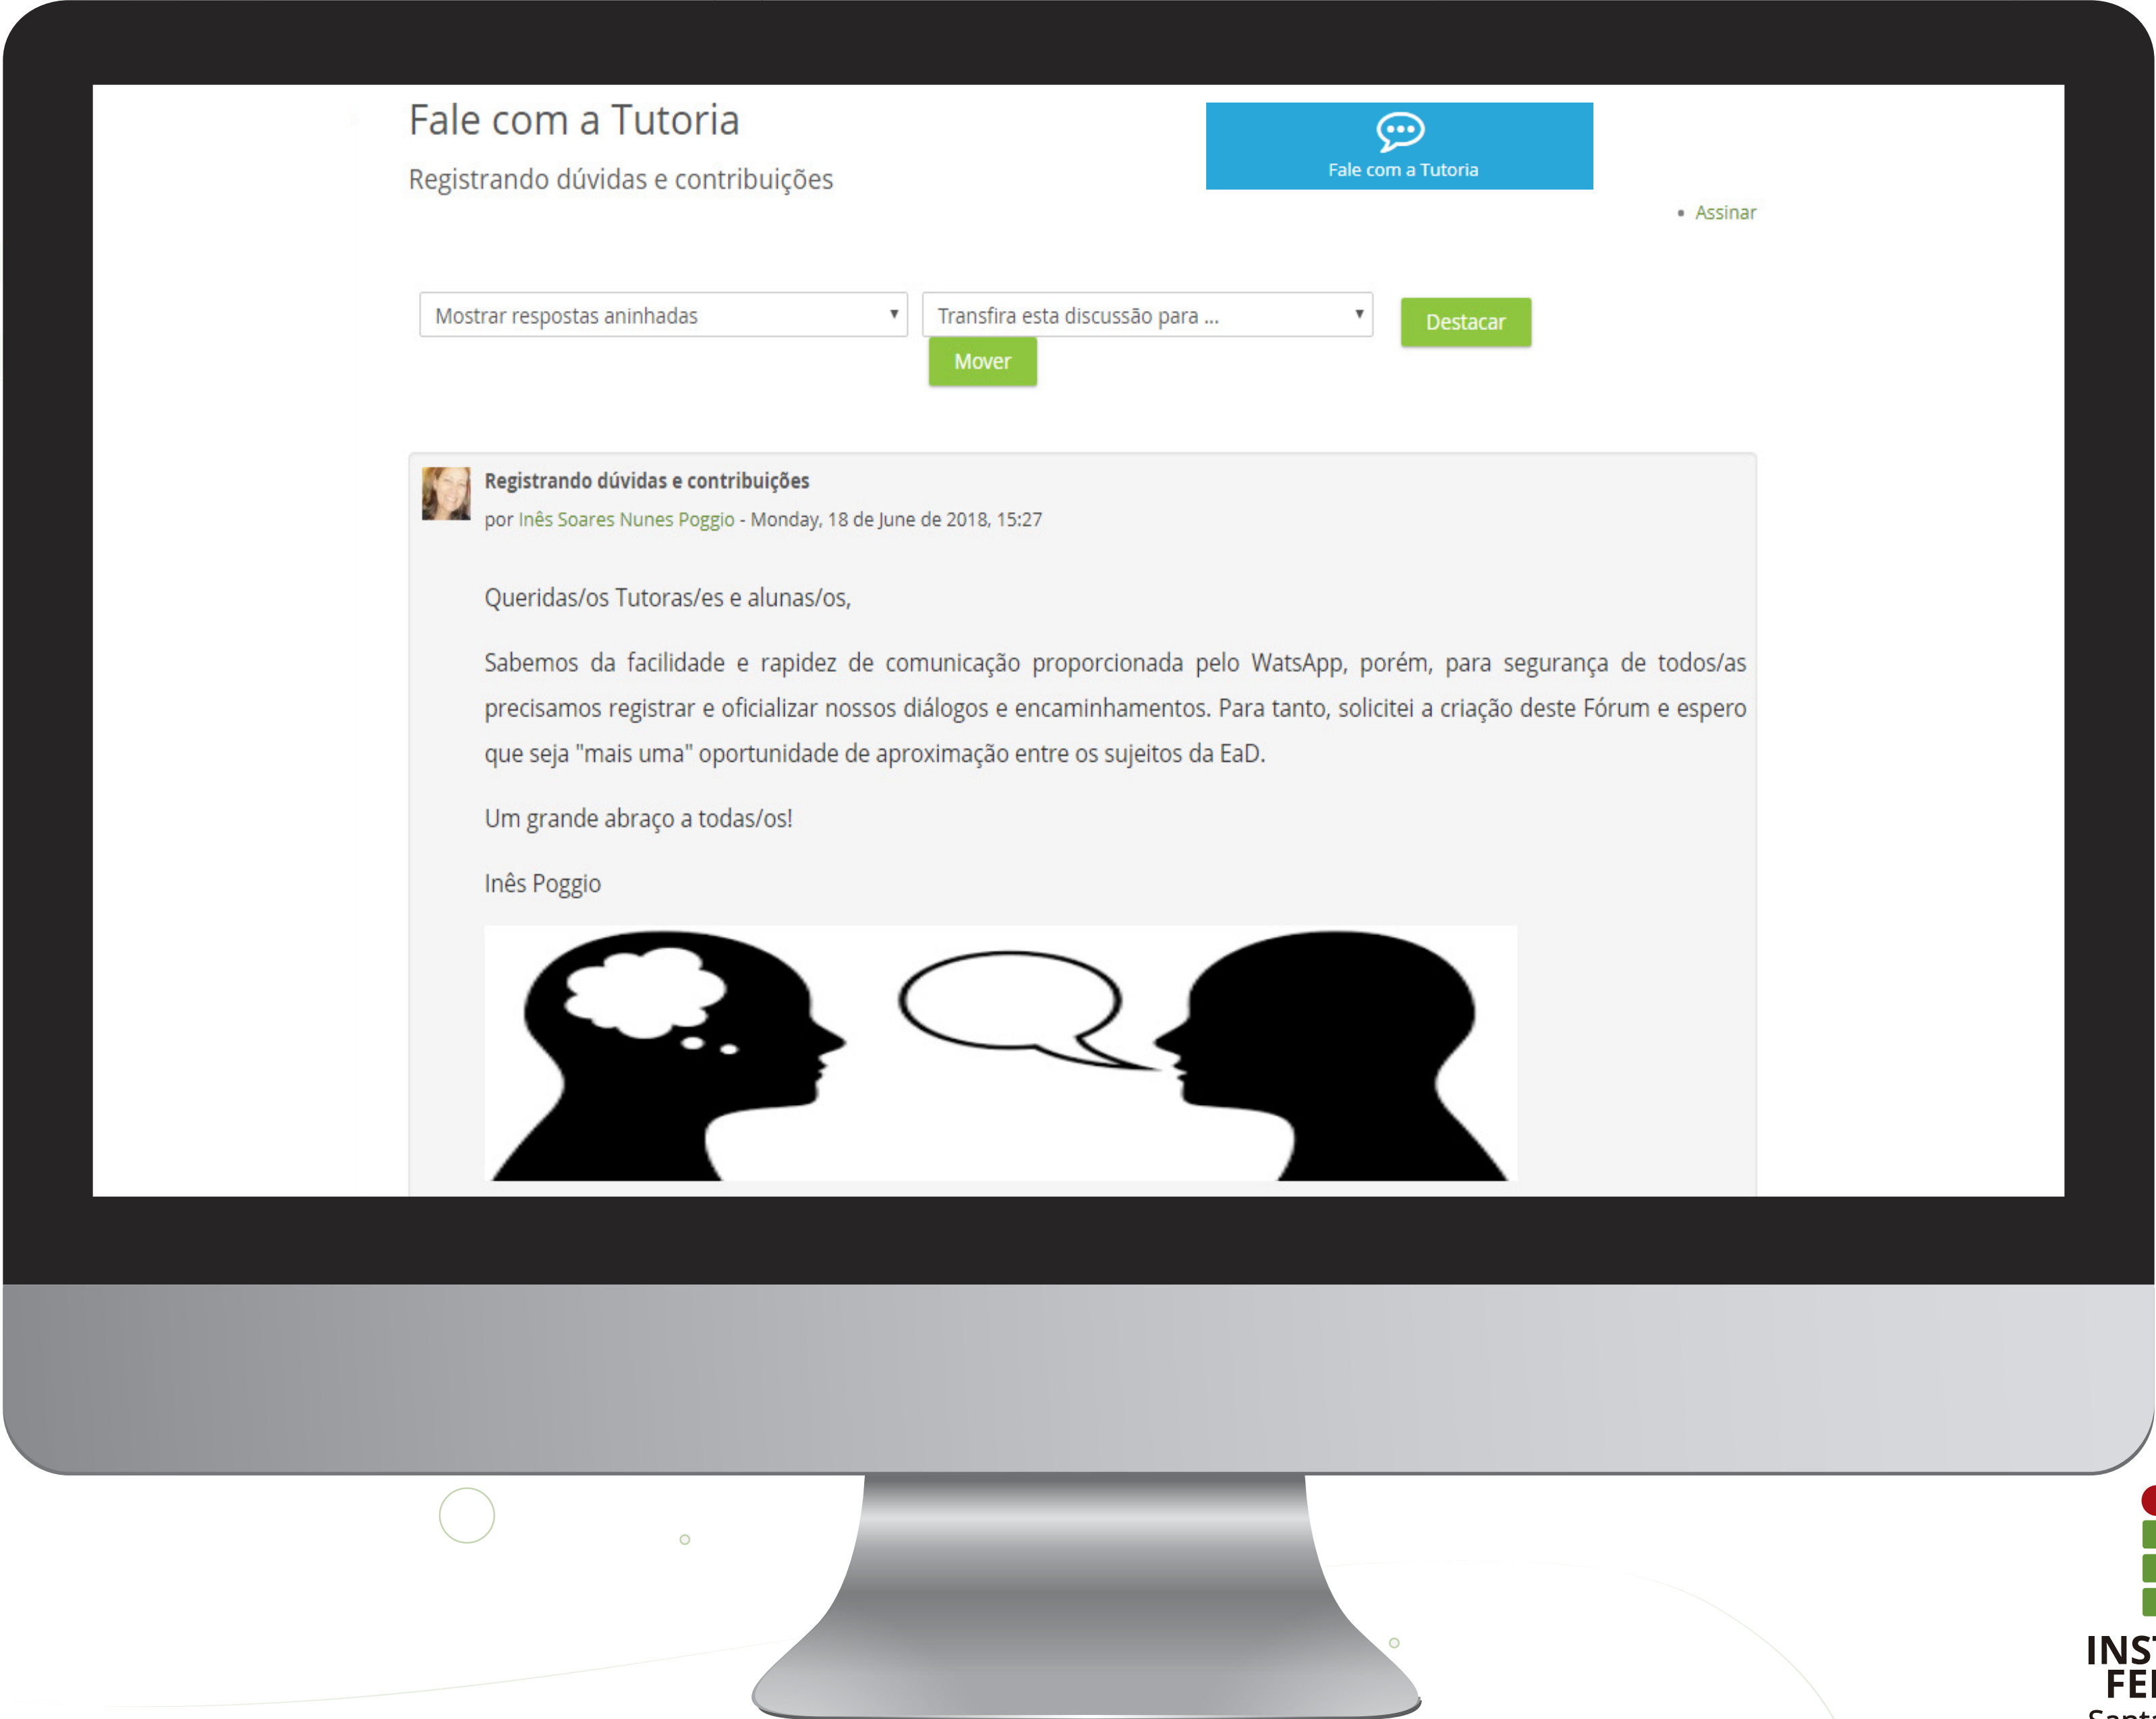 Fale com a Tutoria
Fale com a Tutoria
Registrando dúvidas e contribuições
Assinar
Mostrar respostas aninhadas
Transfira esta discussão para ...
Destacar
Mover
Registrando dúvidas e contribuições
por Inês Soares Nunes Poggio - Monday, 18 de June de 2018, 15:27
Queridas/os Tutoras/es e alunas/os,
Sabemos da facilidade e rapidez de comunicação proporcionada pelo WatsApp, porém, para segurança de todos/as
precisamos registrar e oficializar nossos diálogos e encaminhamentos. Para tanto, solicitei a criação deste Fórum e espero
que seja "mais uma" oportunidade de aproximação entre os sujeitos da EaD.
Um grande abraço a todas/os!
Inês Poggio